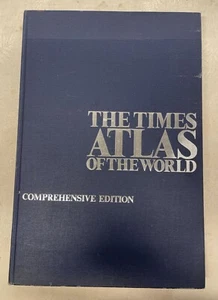 THE TIMES
ATLAS
OF THE WORLD
COMPREHENSIVE EDITION